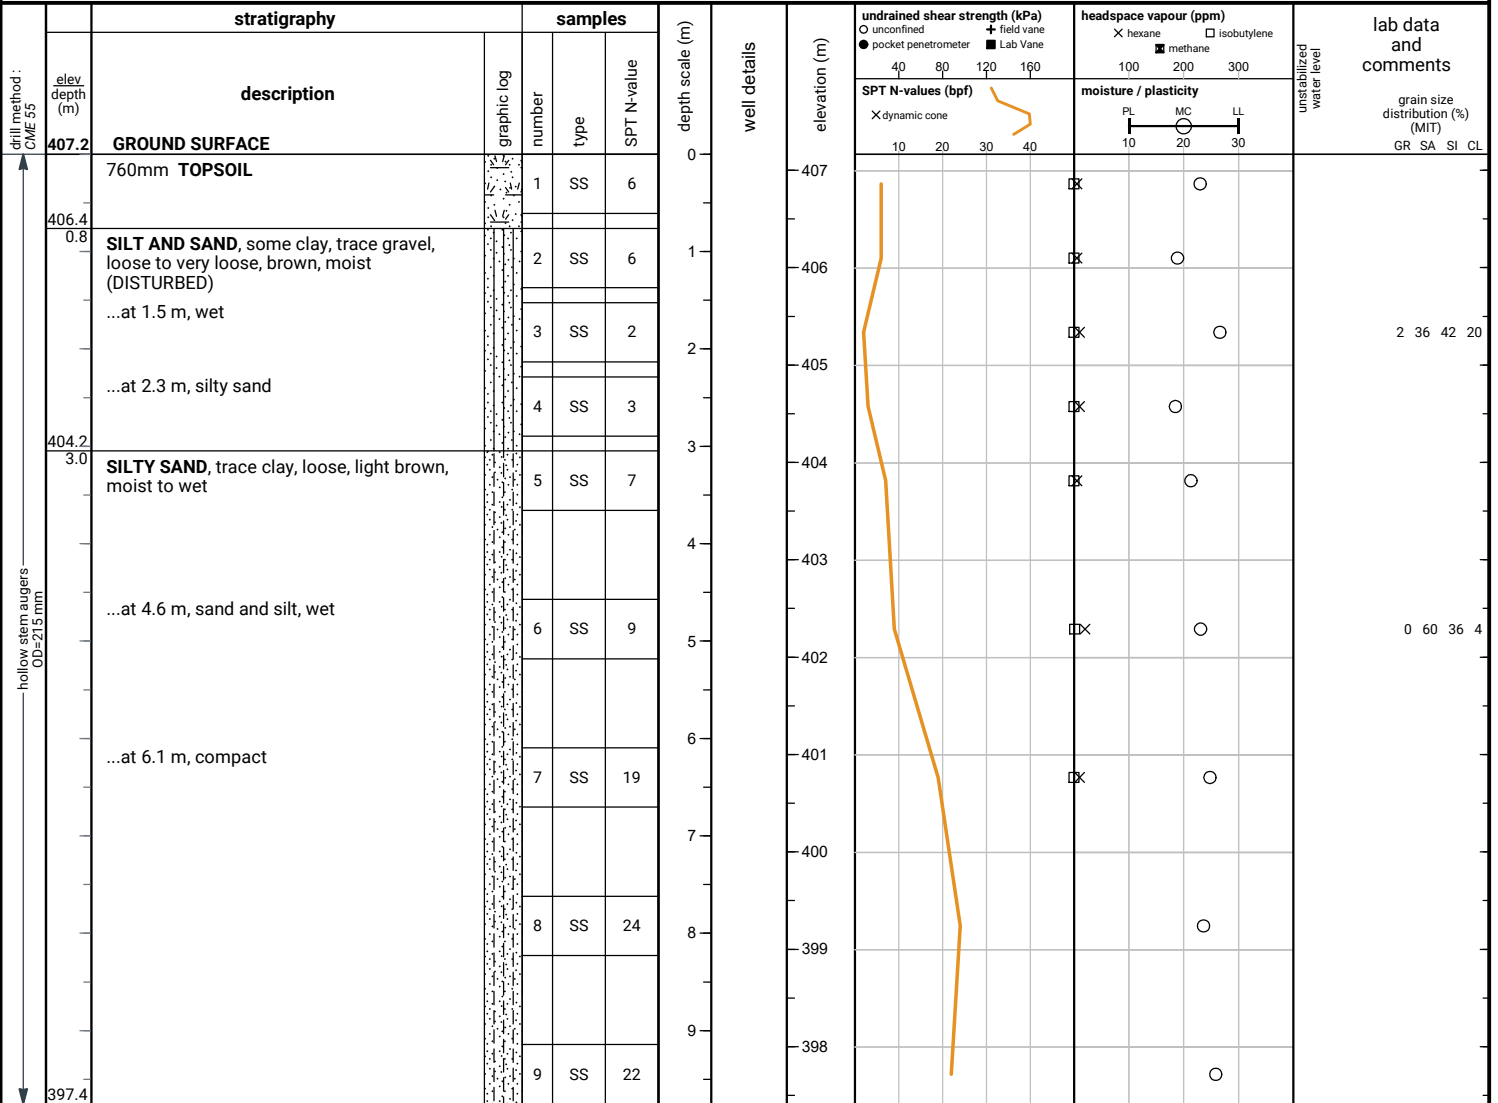 stratigraphy
samples
drill method :
CME 55
elev
depth
(m)
description
graphic log
number
type
SPT N-value
depth scale (m)
well details
elevation (m)
undrained shear strength (kPa)
unconfined
field vane
pocket penetrometer
Lab Vane
40 80 120 160
SPT N-values (bpf)
dynamic cone
10 20 30 40
headspace vapour (ppm)
hexane
isobutylene
methane
100 200 300
moisture / plasticity
PL MC LL
10 20 30
unstabilized
water level
lab data
and
comments
grain size
distribution (%)
(MIT)
GR SA SI CL
407.2 GROUND SURFACE
760mm TOPSOIL
1 SS 6
406.4
0.8
SILT AND SAND, some clay, trace gravel,
loose to very loose, brown, moist
(DISTURBED)
2 SS 6
...at 1.5 m, wet
3 SS 2
2 36 42 20
...at 2.3 m, silty sand
4 SS 3
404.2
3.0
SILTY SAND, trace clay, loose, light brown,
moist to wet
5 SS 7
...at 4.6 m, sand and silt, wet
6 SS 9
0 60 36 4
...at 6.1 m, compact
7 SS 19
8 SS 24
9 SS 22
397.4
hollow stem augers
OD=215 mm
0
1
2
3
4
5
6
7
8
9
407
406
405
404
403
402
401
400
399
398